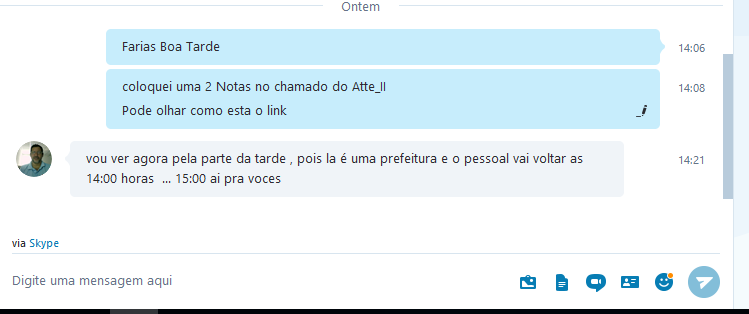 Ontem
Farias Boa Tarde
14:06
coloquei uma 2 Notas no chamado do Atte_II
14:08
Pode olhar como esta o link
vou ver agora pela parte da tarde , pois la é uma prefeitura e o pessoal vai voltar as
14:21
14:00 horas ... 15:00 ai pra voces
via Skype
Digite uma mensagem aqui